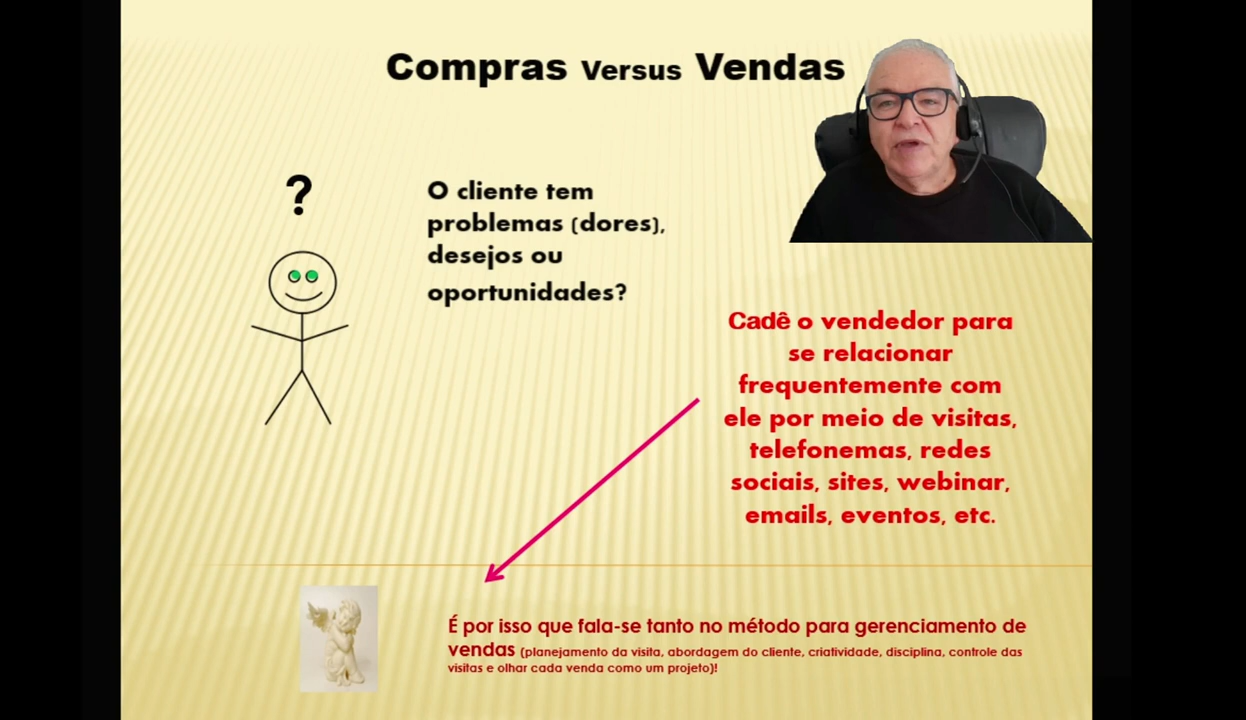 Compras Versus Vendas
?
O cliente tem
problemas (dores),
desejos ou
oportunidades?
Cadê o vendedor para
se relacionar
frequentemente com
ele por meio de visitas,
telefonemas, redes
sociais, sites, webinar,
emails, eventos, etc.
É por isso que fala-se tanto no método para gerenciamento de
vendas (planejamento da visita, abordagem do cliente, criatividade, disciplina, controle das
visitas e olhar cada venda como um projeto)!